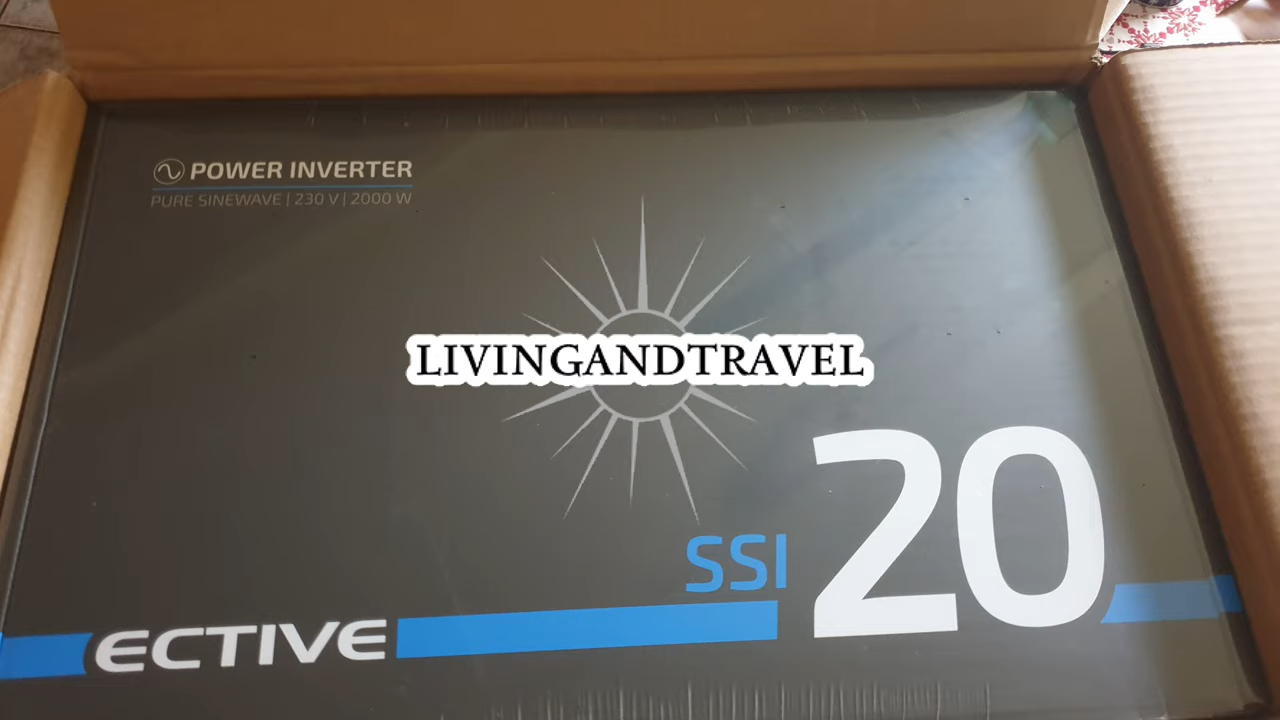 POWER INVERTER
PURE SINEWAVE | 230 V | 2000 W
LIVINGANDTRAVEL
SSI 20
ECTIVE